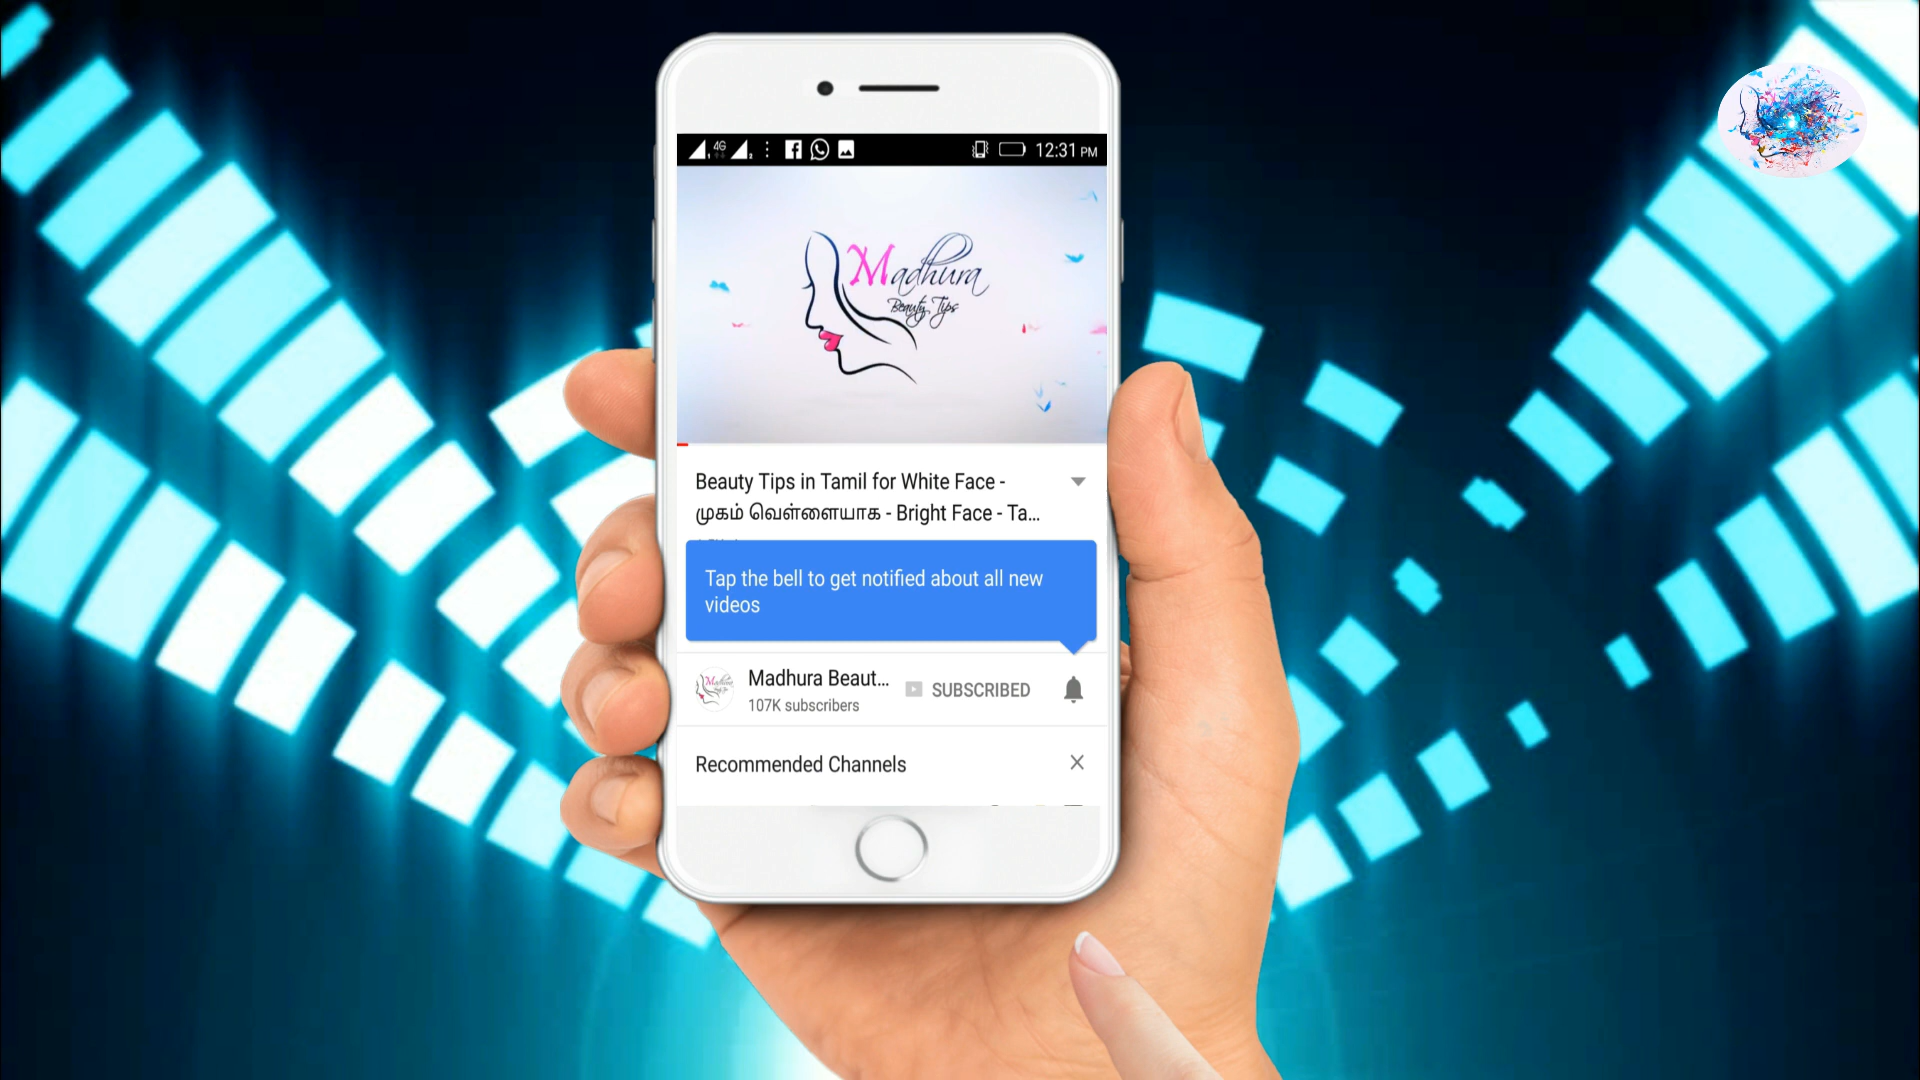 4G
12:31 PM
Madhura
Beauty Tips
Beauty Tips in Tamil for White Face -
முகம் வெள்ளையாக - Bright Face - Ta...
Tap the bell to get notified about all new
videos
Madhura Beaut...
SUBSCRIBED
107K subscribers
Recommended Channels